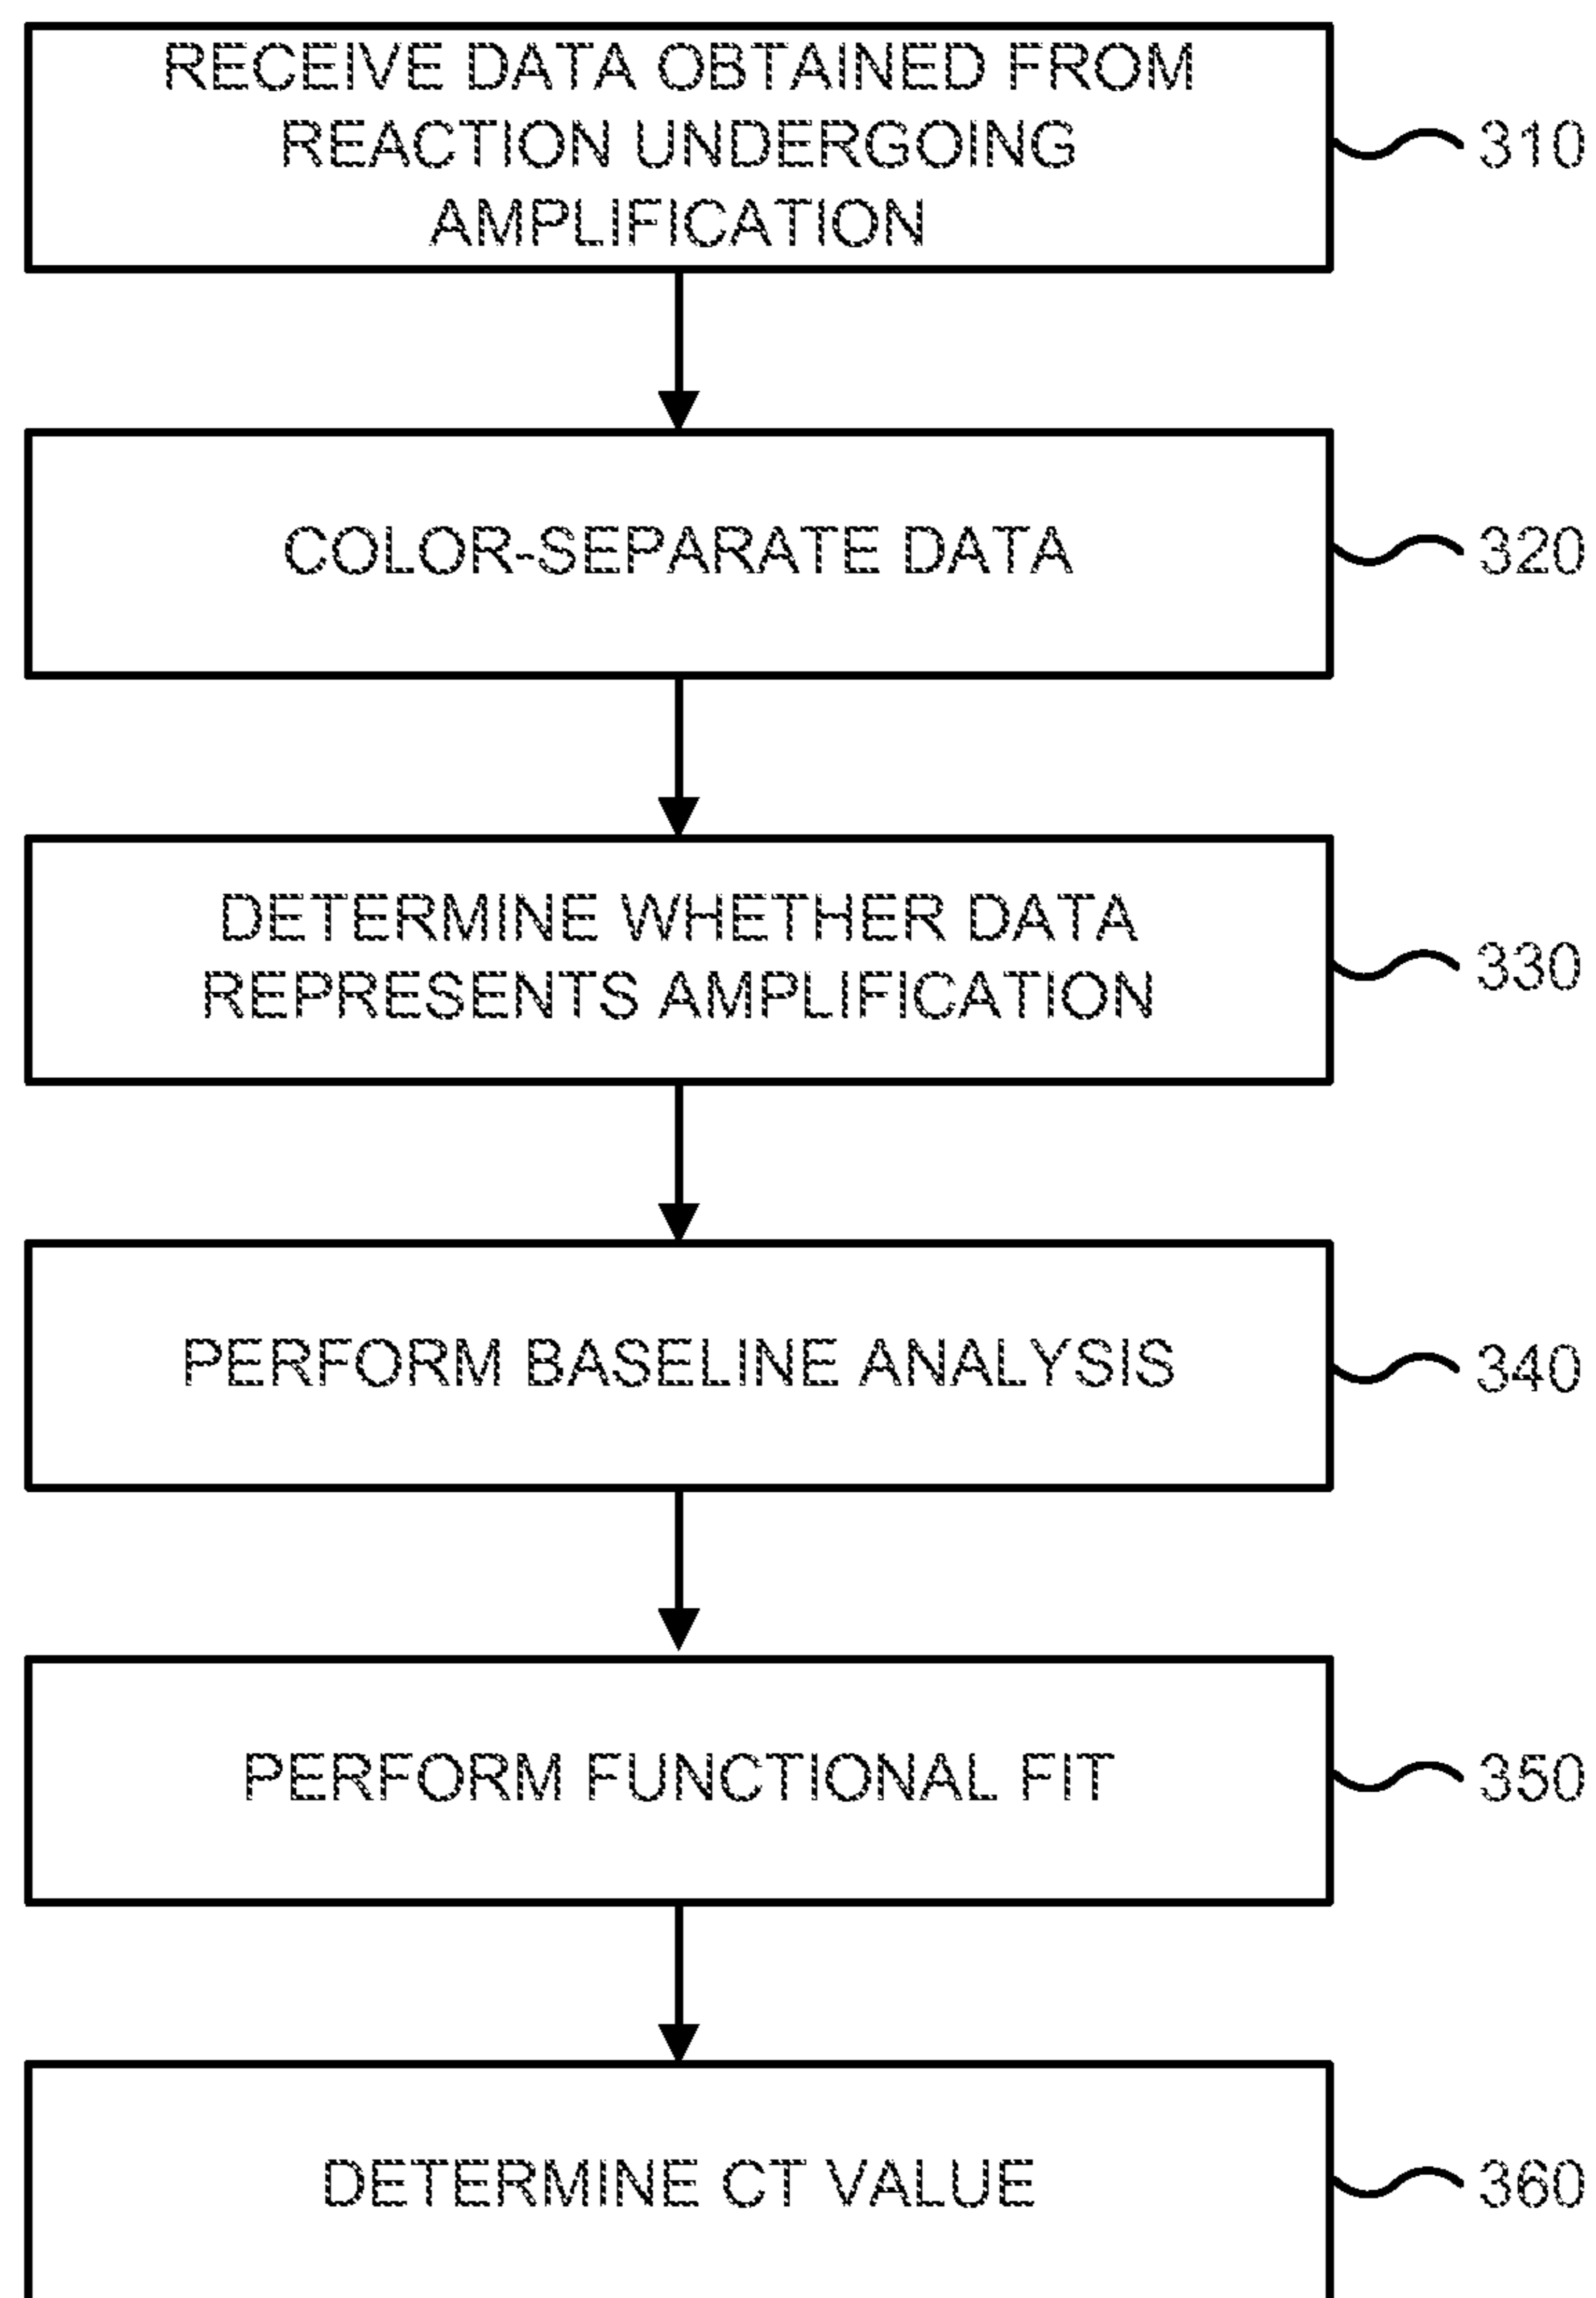 RECEIVE DATA OBTAINED FROM
REACTION UNDERGOING
AMPLIFICATION
310
COLOR-SEPARATE DATA
320
DETERMINE WHETHER DATA
REPRESENTS AMPLIFICATION
330
PERFORM BASELINE ANALYSIS
340
PERFORM FUNCTIONAL FIT
350
DETERMINE CT VALUE
360